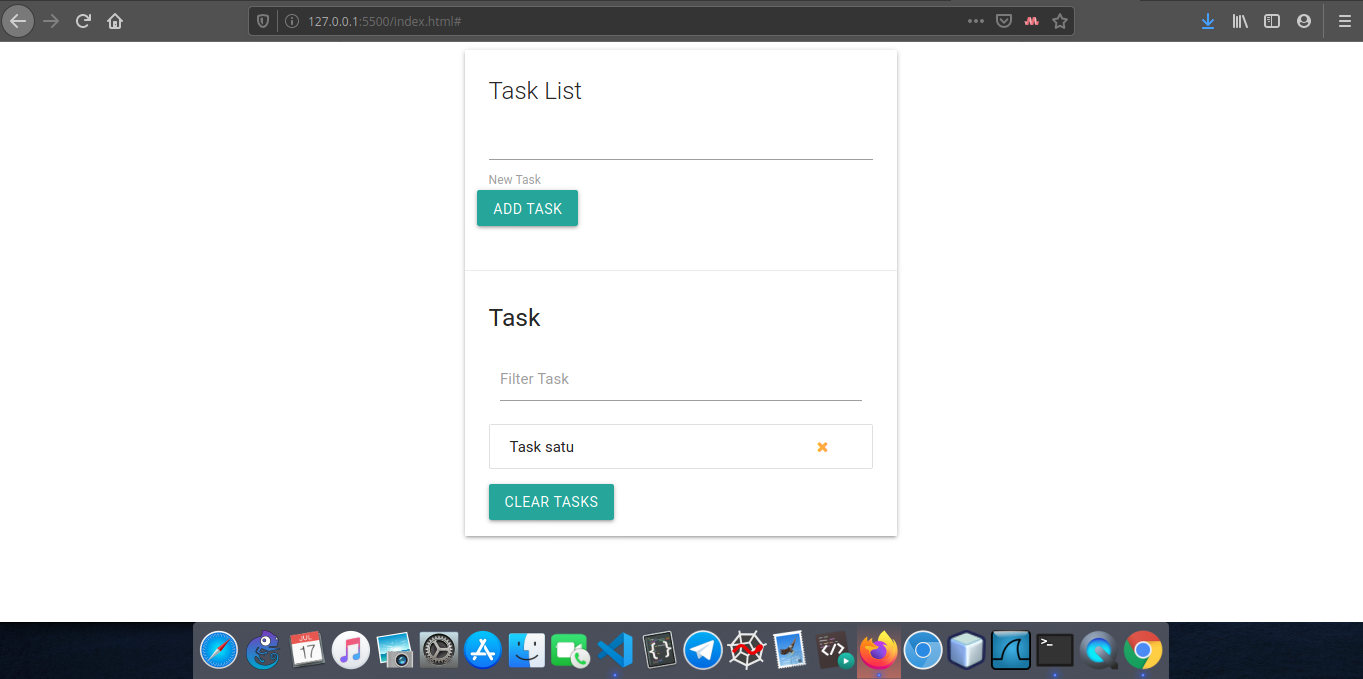 127.0.0.1:5500/index.html#
Task List
New Task
ADD TASK
Task
Filter Task
Task satu
CLEAR TASKS
JUL
17